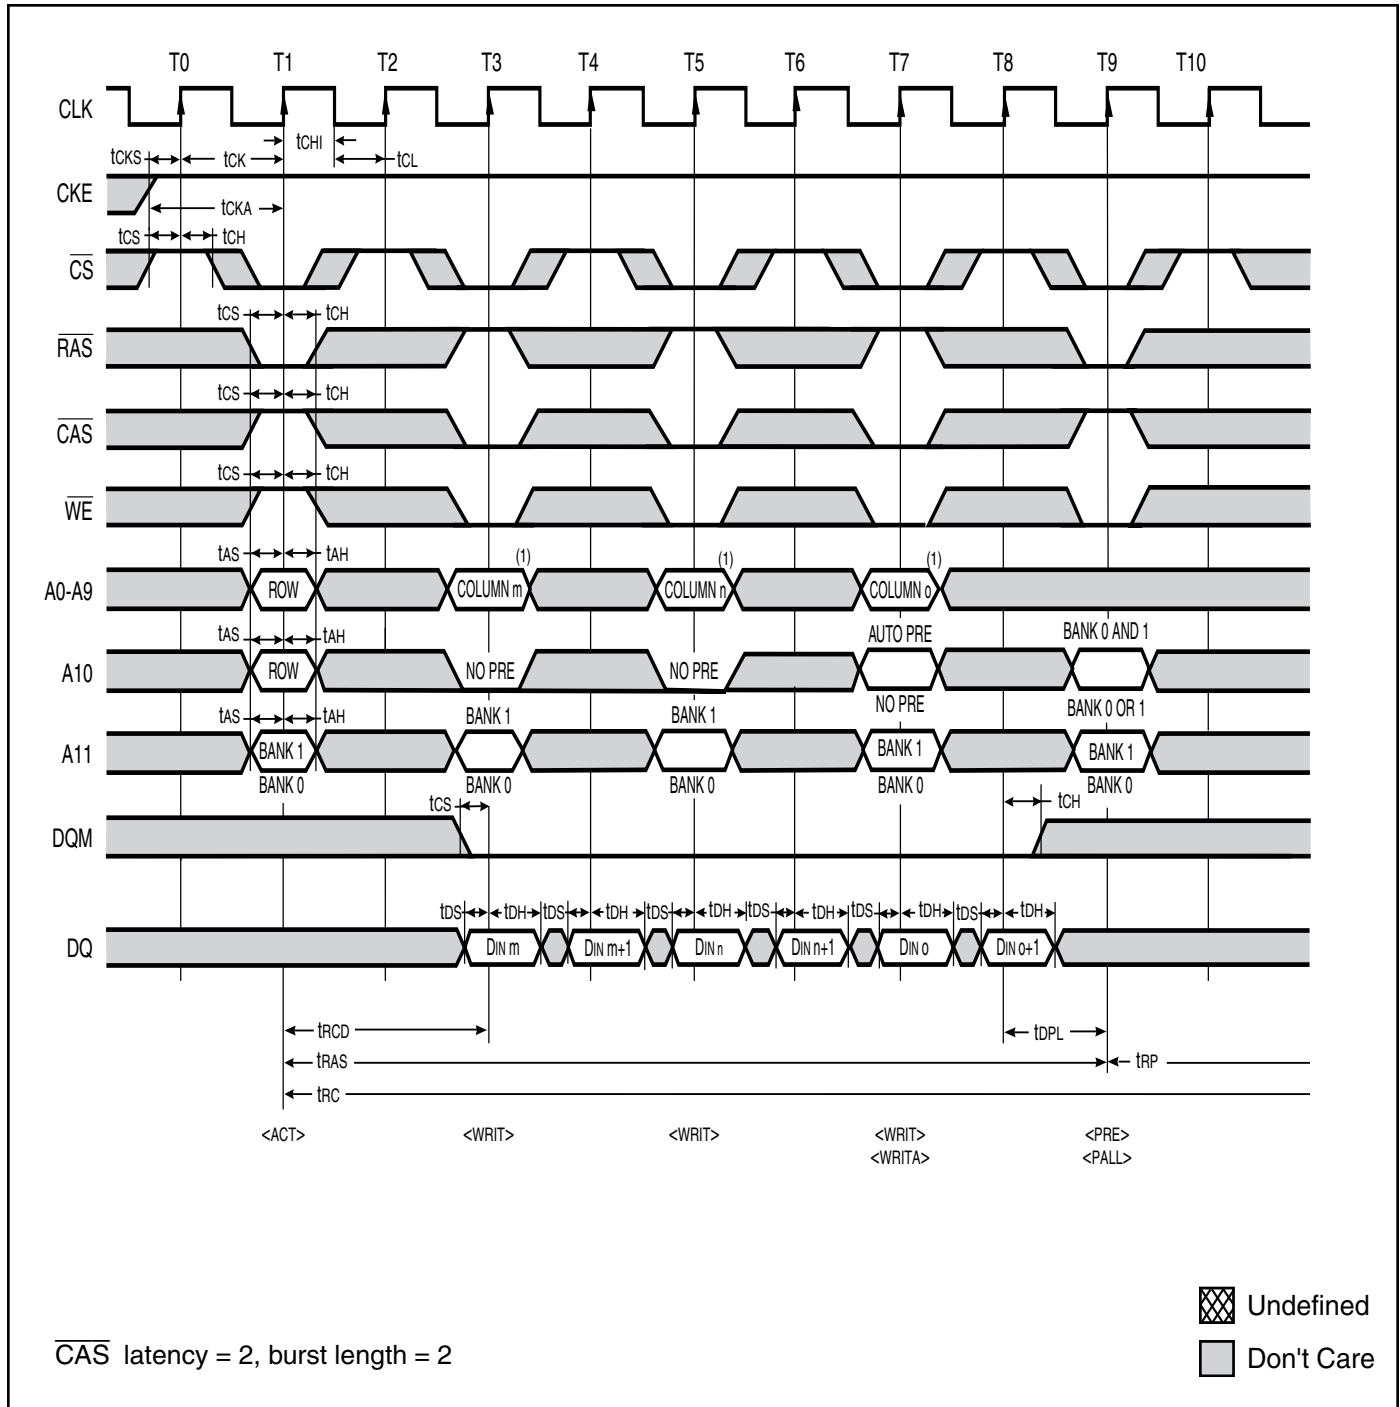 T0 T1 T2 T3 T4 T5 T6 T7 T8 T9 T10
CLK
tCHI
tCKS tCK tCL
CKE
tCKA
tCS tCH
CS
tCS tCH
RAS
tCS tCH
CAS
tCS tCH
WE
tAS tAH (1) (1) (1)
A0-A9 ROW COLUMN m COLUMN n COLUMN o
tAS tAH AUTO PRE BANK 0 AND 1
A10 ROW NO PRE NO PRE
NO PRE BANK 0 OR 1
tAS tAH BANK 1 BANK 1
A11 BANK 1 BANK 1 BANK 1
BANK 0 BANK 0 BANK 0 BANK 0 BANK 0
tCS tCH
DQM
tDS tDH tDS tDH tDS tDH tDS tDH tDS tDH tDS tDH
DQ DIN m DIN m+1 DIN n DIN n+1 DIN o DIN o+1
tRCD tDPL
tRAS tRP
tRC
<ACT> <WRIT> <WRIT> <WRIT> <PRE>
<WRITA> <PALL>
Undefined
CAS latency = 2, burst length = 2
Don't Care